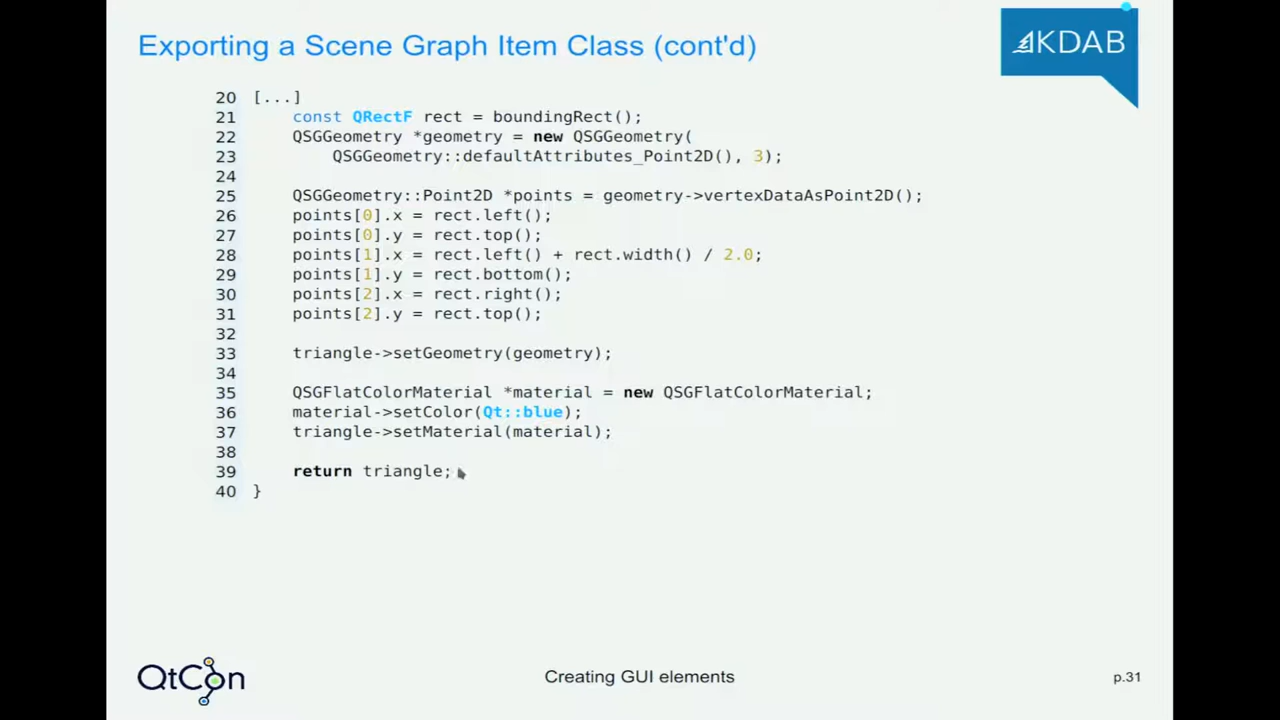 Exporting a Scene Graph Item Class (cont'd)
KDAB
20 [...]
21 const QRectF rect = boundingRect();
22 QSGGeometry *geometry = new QSGGeometry(
23 QSGGeometry::defaultAttributes_Point2D(), 3);
24
25 QSGGeometry::Point2D *points = geometry->vertexDataAsPoint2D();
26 points[0].x = rect.left();
27 points[0].y = rect.top();
28 points[1].x = rect.left() + rect.width() / 2.0;
29 points[1].y = rect.bottom();
30 points[2].x = rect.right();
31 points[2].y = rect.top();
32
33 triangle->setGeometry(geometry);
34
35 QSGFlatColorMaterial *material = new QSGFlatColorMaterial;
36 material->setColor(Qt::blue);
37 triangle->setMaterial(material);
38
39 return triangle;
40 }
QtCon
Creating GUI elements
p.31